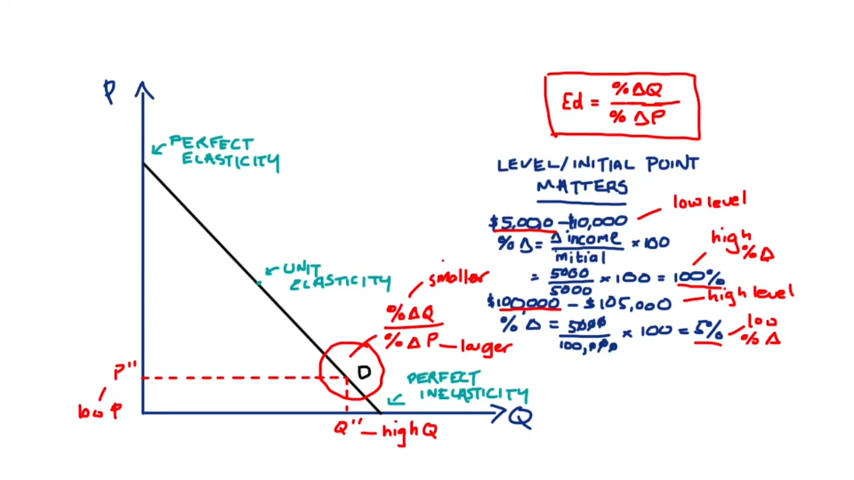 P
PERFECT
ELASTICITY
UNIT
ELASTICITY
smaller
%ΔQ
%ΔP – larger
D
PERFECT
INELASTICITY
P"
low P
Q" – high Q
Q
Ed = %ΔQ
% ΔP
LEVEL/INITIAL POINT
MATTERS
$5,000 – $10,000
low level
% Δ = Δ income × 100
initial
= 5000 × 100 = 100%
5000
high
% Δ
$100,000 – $105,000
high level
% Δ = 5000 × 100 = 5%
100,000
low
% Δ